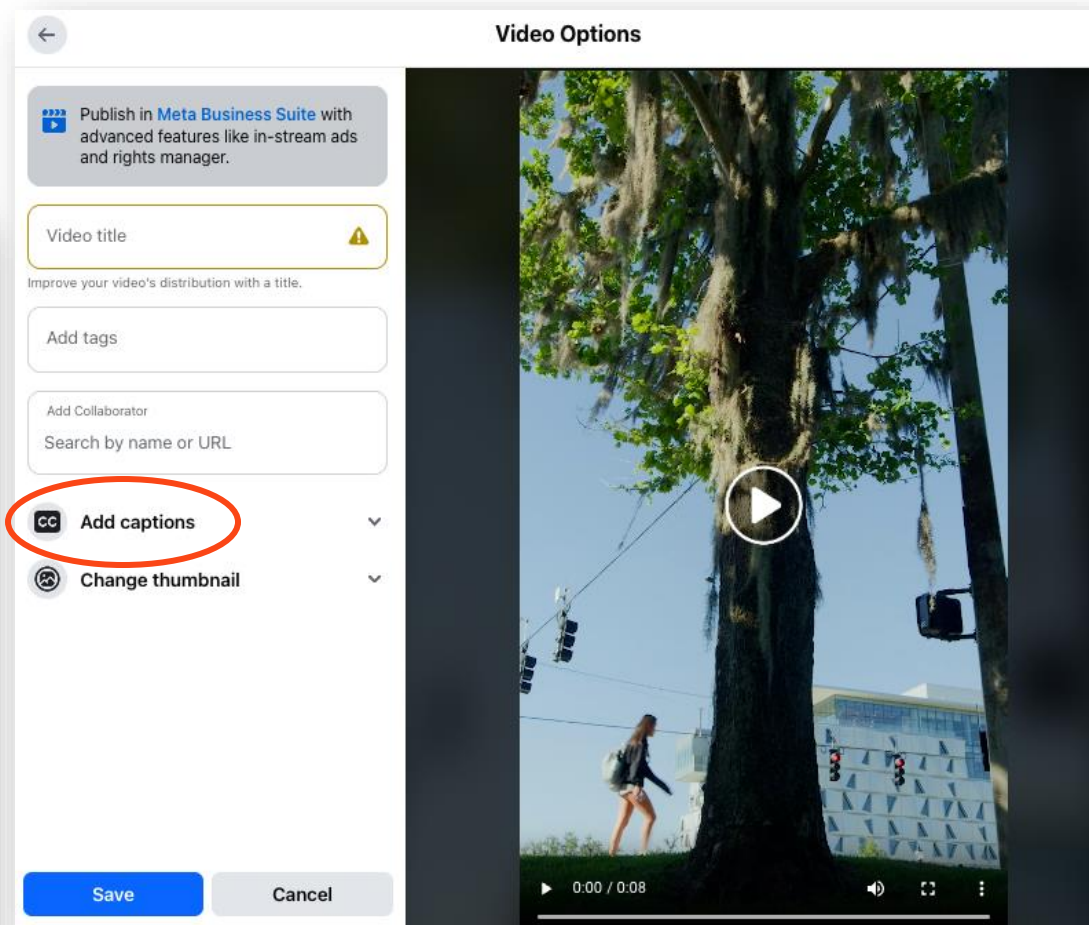 Video Options
Publish in Meta Business Suite with
advanced features like in-stream ads
and rights manager.
Video title
Improve your video's distribution with a title.
Add tags
Add Collaborator
Search by name or URL
CC Add captions
Change thumbnail
Save
Cancel
0:00 / 0:08